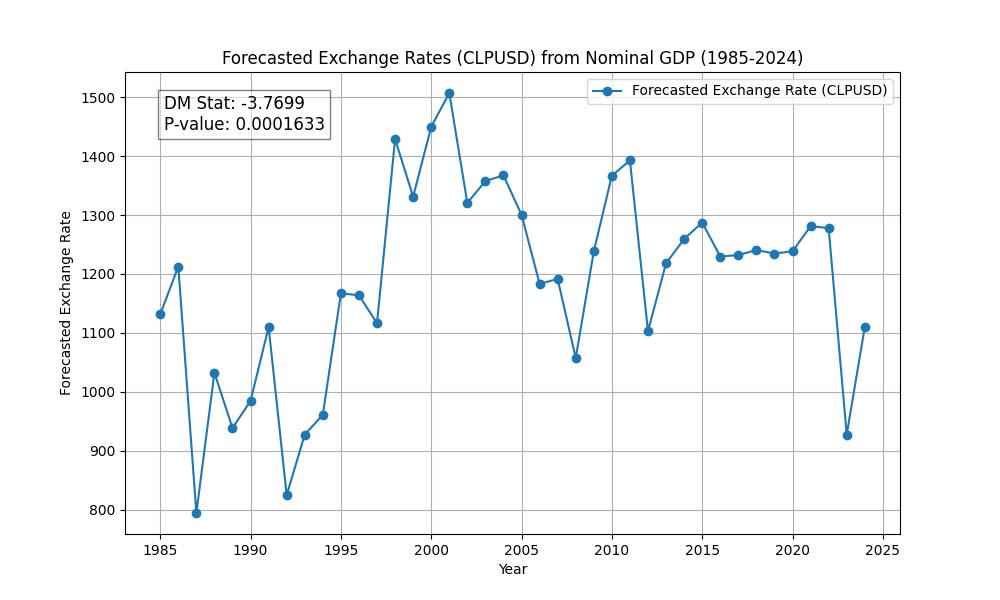 Forecasted Exchange Rates (CLPUSD) from Nominal GDP (1985-2024)
DM Stat: -3.7699
P-value: 0.0001633
Forecasted Exchange Rate (CLPUSD)
Forecasted Exchange Rate
1500
1400
1300
1200
1100
1000
900
800
1985 1990 1995 2000 2005 2010 2015 2020 2025
Year